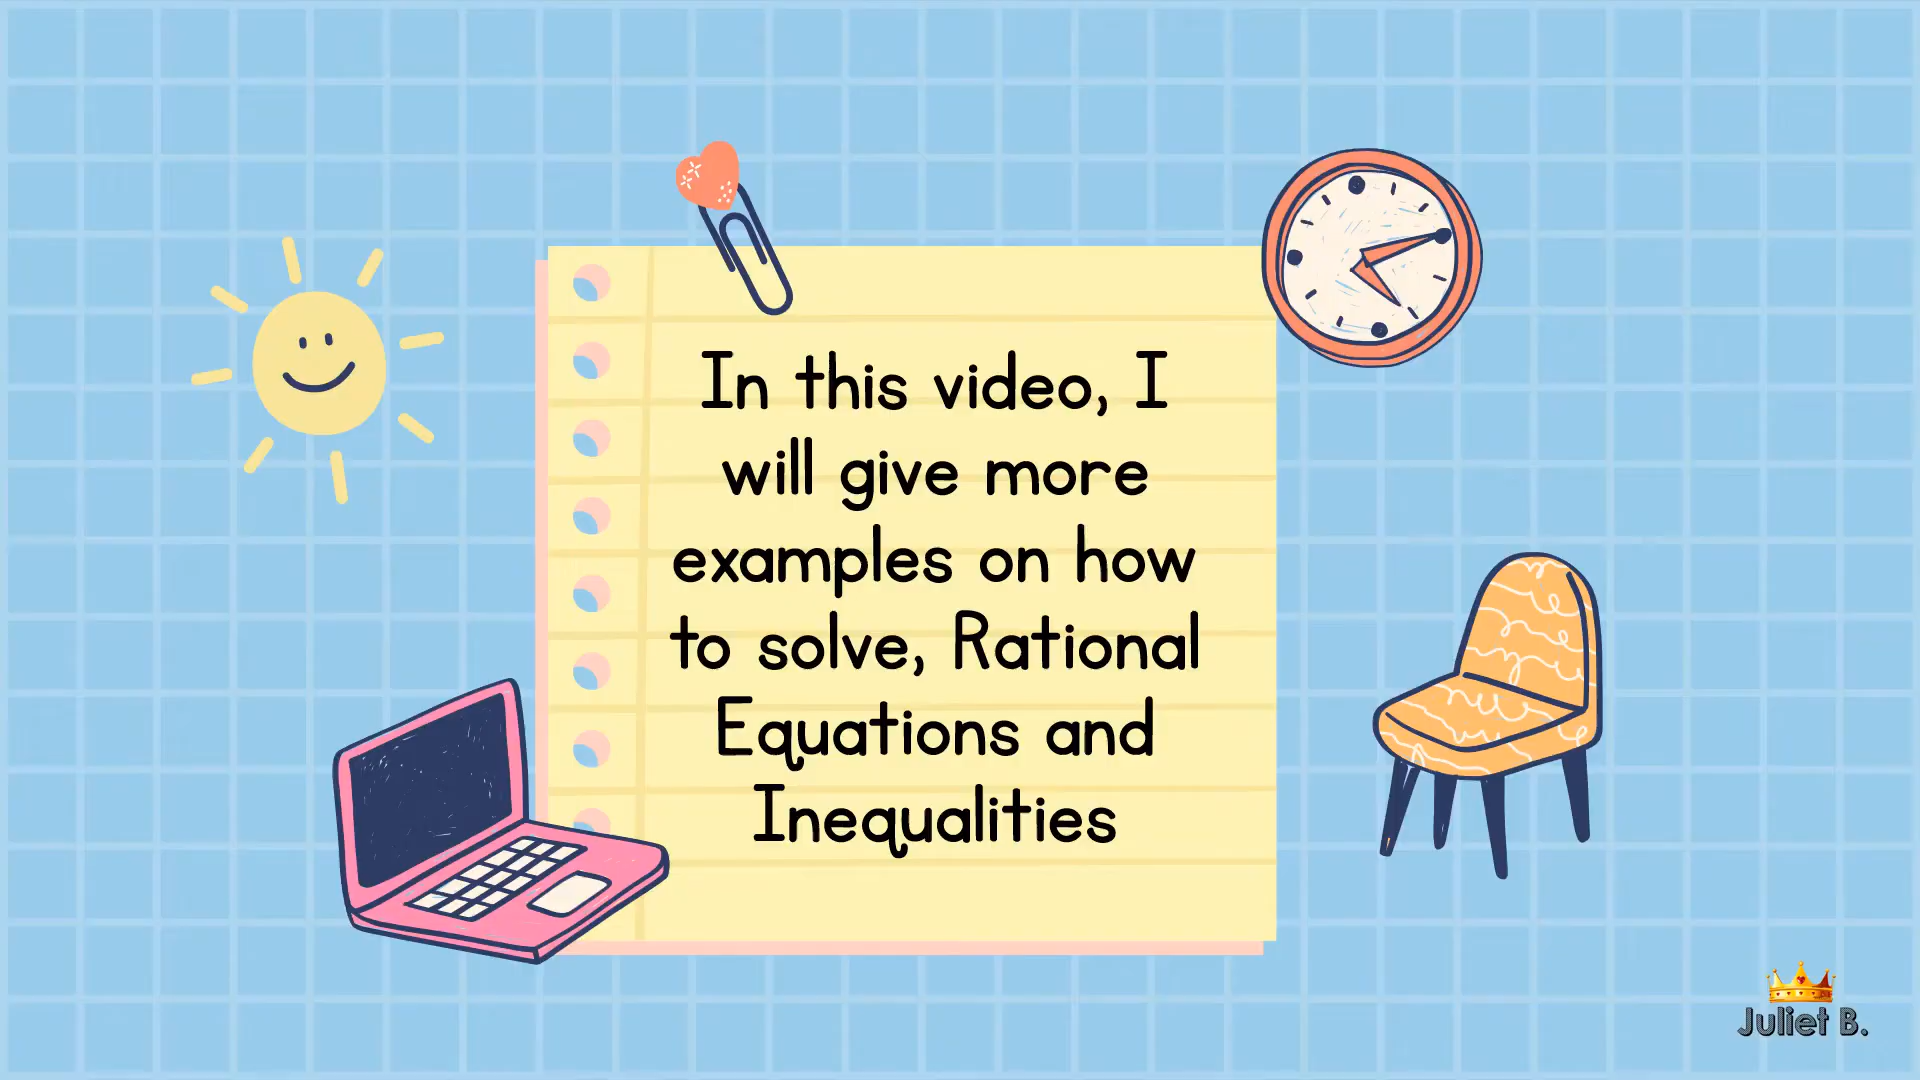 In this video, I
will give more
examples on how
to solve, Rational
Equations and
Inequalities
Juliet B.